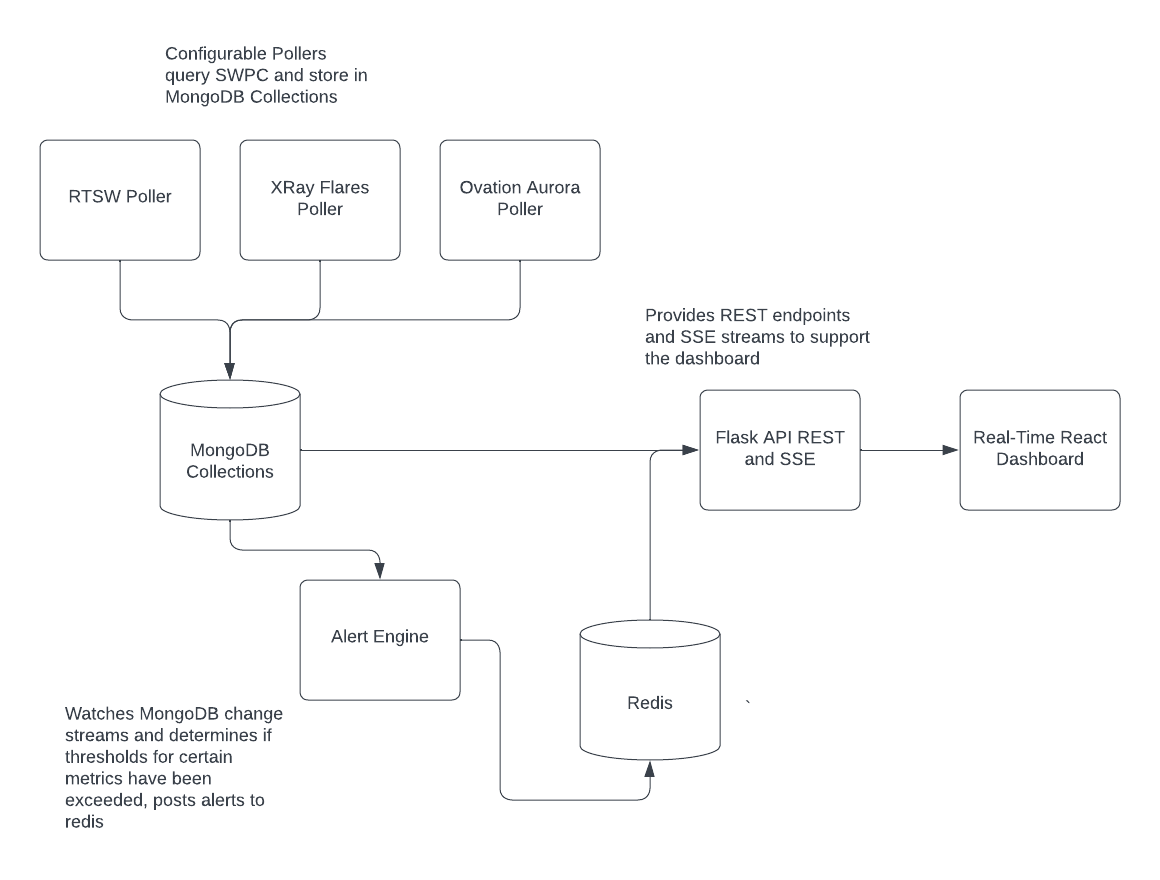 Configurable Pollers
query SWPC and store in
MongoDB Collections
RTSW Poller
XRay Flares
Poller
Ovation Aurora
Poller
Provides REST endpoints
and SSE streams to support
the dashboard
MongoDB
Collections
Flask API REST
and SSE
Real-Time React
Dashboard
Alert Engine
Redis
`
Watches MongoDB change
streams and determines if
thresholds for certain
metrics have been
exceeded, posts alerts to
redis